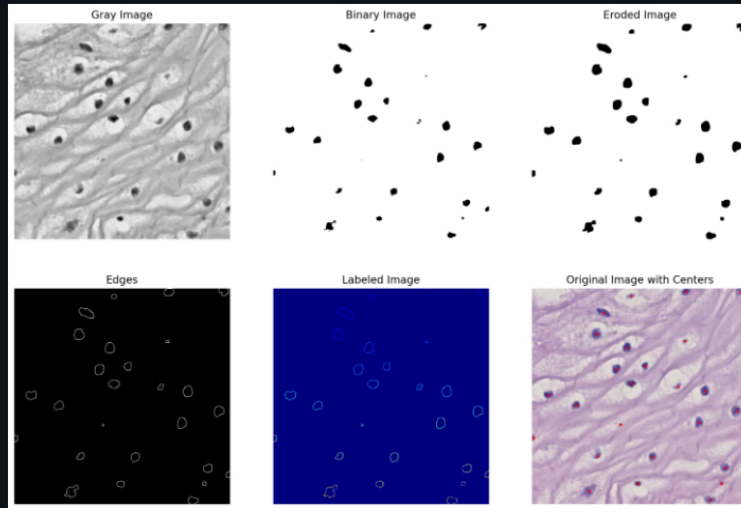 Gray Image
Binary Image
Eroded Image
Edges
Labeled Image
Original Image with Centers